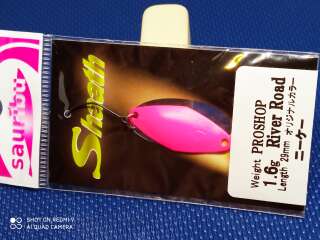 sauribu
Sheath
PROSHOP
River Road
Weight 1.6g
Length 29mm オリジナルカラー
ニーケー
SHOT ON REDMI 9
AI QUAD CAMERA